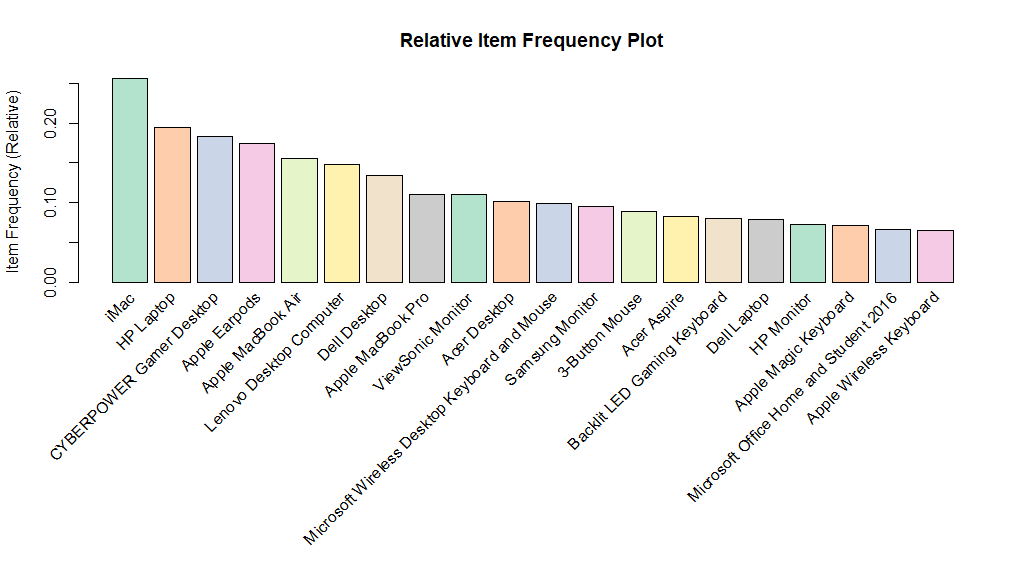 Relative Item Frequency Plot
Item Frequency (Relative)
0.20
0.10
0.00
iMac
HP Laptop
CYBERPOWER Gamer Desktop
Apple Earpods
Apple MacBook Air
Lenovo Desktop Computer
Dell Desktop
Apple MacBook Pro
ViewSonic Monitor
Acer Desktop
Microsoft Wireless Desktop Keyboard and Mouse
Samsung Monitor
3-Button Mouse
Acer Aspire
Backlit LED Gaming Keyboard
Dell Laptop
HP Monitor
Apple Magic Keyboard
Microsoft Office Home and Student 2016
Apple Wireless Keyboard